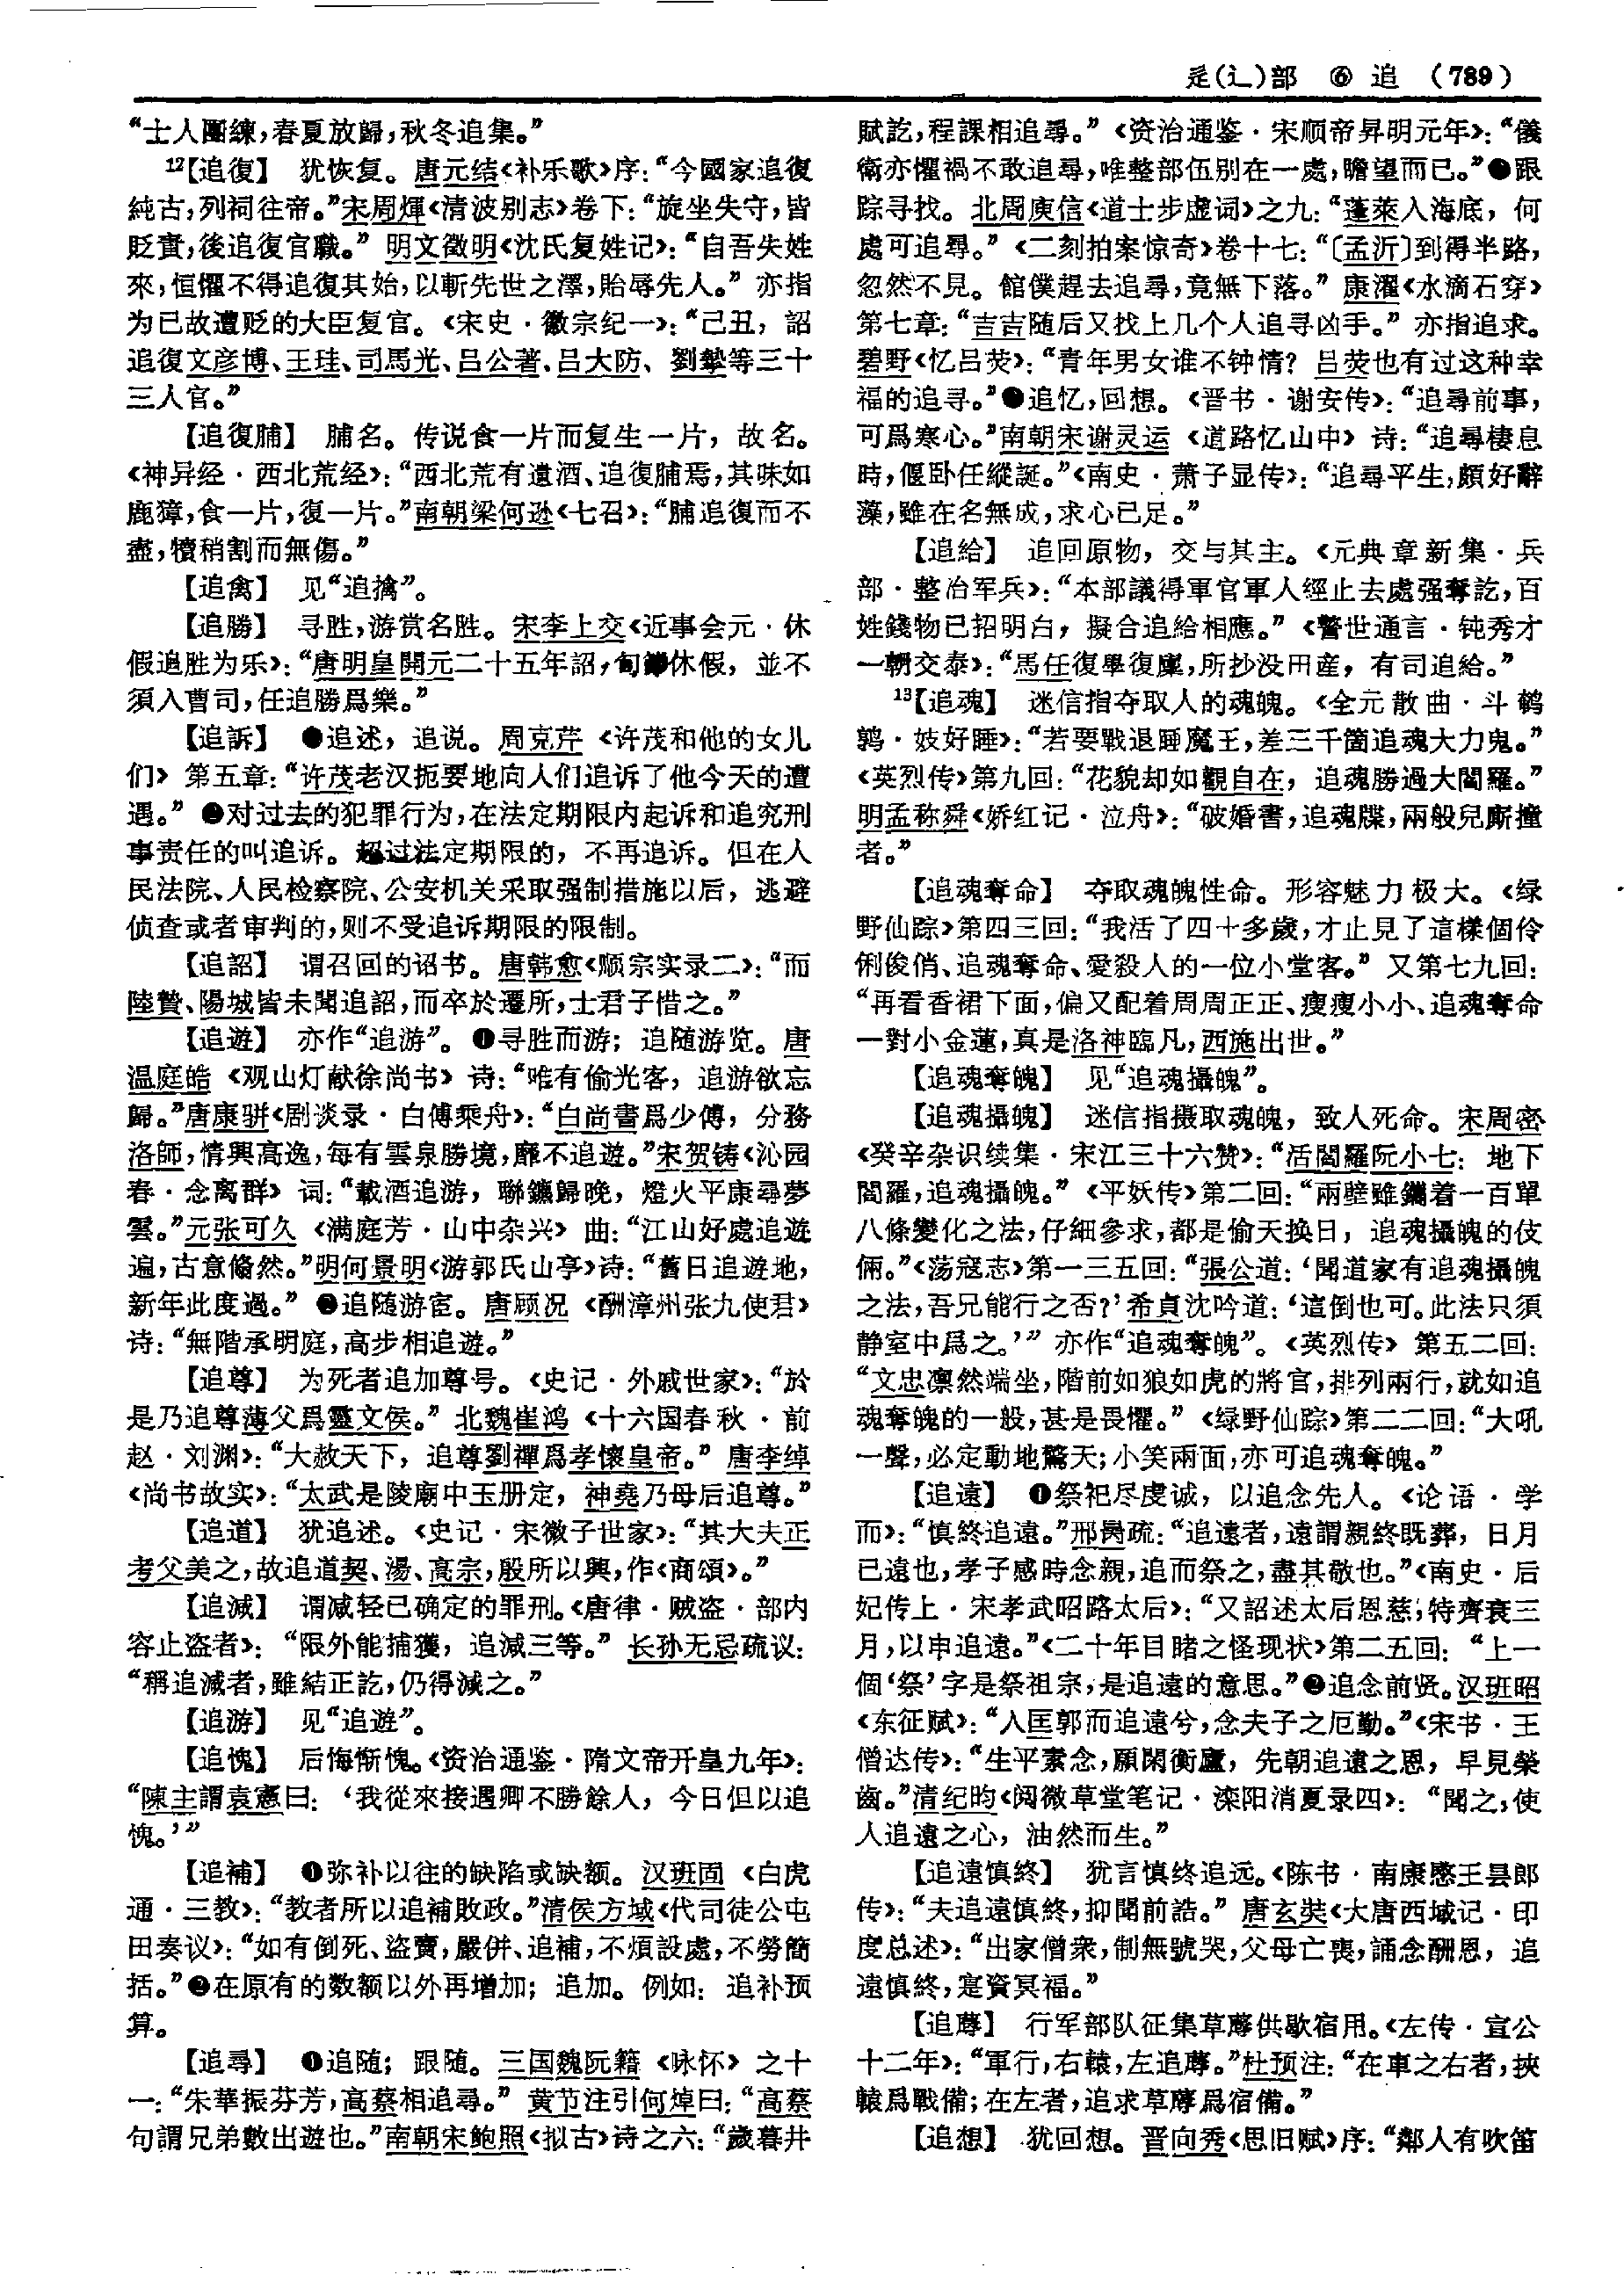 辵(辶)部 ⑥ 追 (789)
“士人團練,春夏放歸,秋冬追集。”
¹²【追復】 犹恢复。唐元结《补乐歌》序:“今國家追復
純古,列祠往帝。”宋周煇《清波别志》卷下:“旋坐失守,皆
貶責,後追復官職。” 明文徵明《沈氏复姓记》:“自吾失姓
來,恒懼不得追復其始,以斬先世之澤,貽辱先人。” 亦指
为已故遭贬的大臣复官。《宋史·徽宗纪一》:“己丑,詔
追復文彦博、王珪、司馬光、吕公著、吕大防、劉摯等三十
三人官。”
【追復脯】 脯名。传说食一片而复生一片,故名。
《神异经·西北荒经》:“西北荒有遺酒、追復脯焉,其味如
鹿獐,食一片,復一片。”南朝梁何逊《七召》:“脯追復而不
盡,犢稍割而無傷。”
【追禽】 见“追擒”。
【追勝】 寻胜,游赏名胜。宋李上交《近事会元·休
假追胜为乐》:“唐明皇開元二十五年詔,旬節休假,並不
須入曹司,任追勝爲樂。”
【追訴】 ❶追述,追说。周克芹《许茂和他的女儿
们》第五章:“许茂老汉扼要地向人们追诉了他今天的遭
遇。” ❷对过去的犯罪行为,在法定期限内起诉和追究刑
事责任的叫追诉。超过法定期限的,不再追诉。但在人
民法院、人民检察院、公安机关采取强制措施以后,逃避
侦查或者审判的,则不受追诉期限的限制。
【追詔】 谓召回的诏书。唐韩愈《顺宗实录二》:“而
陸贄、陽城皆未聞追詔,而卒於遷所,士君子惜之。”
【追遊】 亦作“追游”。❶寻胜而游;追随游览。唐
温庭皓《观山灯献徐尚书》诗:“唯有偷光客,追游欲忘
歸。”唐康骈《剧谈录·白傅乘舟》:“白尚書爲少傅,分務
洛師,情興高逸,每有雲泉勝境,靡不追遊。”宋贺铸《沁园
春·念离群》词:“載酒追游,聯鑣歸晚,燈火平康尋夢
雲。”元张可久《满庭芳·山中杂兴》曲:“江山好處追遊
遍,古意翛然。”明何景明《游郭氏山亭》诗:“舊日追遊地,
新年此度過。” ❷追随游宦。唐顾况《酬漳州张九使君》
诗:“無階承明庭,高步相追遊。”
【追尊】 为死者追加尊号。《史记·外戚世家》:“於
是乃追尊薄父爲靈文侯。” 北魏崔鸿《十六国春秋·前
赵·刘渊》:“大赦天下,追尊劉禪爲孝懷皇帝。” 唐李绰
《尚书故实》:“太武是陵廟中玉册定,神堯乃母后追尊。”
【追道】 犹追述。《史记·宋微子世家》:“其大夫正
考父美之,故追道契、湯、高宗,殷所以興,作《商頌》。”
【追減】 谓减轻已确定的罪刑。《唐律·贼盗·部内
容止盗者》:“限外能捕獲,追減三等。” 长孙无忌疏议:
“稱追減者,雖結正訖,仍得減之。”
【追游】 见“追遊”。
【追愧】 后悔惭愧。《资治通鉴·隋文帝开皇九年》:
“陳主謂袁憲曰:‘我從來接遇卿不勝餘人,今日但以追
愧。’”
【追補】 ❶弥补以往的缺陷或缺额。汉班固《白虎
通·三教》:“教者所以追補敗政。”清侯方域《代司徒公屯
田奏议》:“如有倒死、盜賣,嚴併、追補,不煩設處,不勞簡
括。”❷在原有的数额以外再增加;追加。例如:追补预
算。
【追尋】 ❶追随;跟随。三国魏阮籍《咏怀》之十
一:“朱華振芬芳,高蔡相追尋。” 黄节注引何焯曰:“高蔡
句謂兄弟數出遊也。”南朝宋鲍照《拟古》诗之六:“歲暮井
賦訖,程課相追尋。”《资治通鉴·宋顺帝昇明元年》:“儀
衛亦懼禍不敢追尋,唯整部伍别在一處,瞻望而已。”❷跟
踪寻找。北周庾信《道士步虚词》之九:“蓬萊入海底,何
處可追尋。”《二刻拍案惊奇》卷十七:“〔孟沂〕到得半路,
忽然不見。館僕趕去追尋,竟無下落。” 康濯《水滴石穿》
第七章:“吉吉随后又找上几个人追寻凶手。” 亦指追求。
碧野《忆吕荧》:“青年男女谁不钟情?吕荧也有过这种幸
福的追寻。”❸追忆,回想。《晋书·谢安传》:“追尋前事,
可爲寒心。”南朝宋谢灵运《道路忆山中》诗:“追尋棲息
時,偃卧任縱誕。”《南史·萧子显传》:“追尋平生,頗好辭
藻,雖在名無成,求心已足。”
【追給】 追回原物,交与其主。《元典章新集·兵
部·整治军兵》:“本部議得軍官軍人經止去處强奪訖,百
姓錢物已招明白,擬合追給相應。”《警世通言·钝秀才
一朝交泰》:“馬任復學復廩,所抄没田産,有司追給。”
¹³【追魂】 迷信指夺取人的魂魄。《全元散曲·斗鹌
鹑·妓好睡》:“若要戰退睡魔王,差三千箇追魂大力鬼。”
《英烈传》第九回:“花貌却如觀自在,追魂勝過大閻羅。”
明孟称舜《娇红记·泣舟》:“破婚書,追魂牒,兩般兒廝撞
者。”
【追魂奪命】 夺取魂魄性命。形容魅力极大。《绿
野仙踪》第四三回:“我活了四十多歲,才止見了這樣個伶
俐俊俏、追魂奪命、愛殺人的一位小堂客。” 又第七九回:
“再看香裙下面,偏又配着周周正正、瘦瘦小小、追魂奪命
一對小金蓮,真是洛神臨凡,西施出世。”
【追魂奪魄】 见“追魂攝魄”。
【追魂攝魄】 迷信指摄取魂魄,致人死命。宋周密
《癸辛杂识续集·宋江三十六赞》:“活閻羅阮小七:地下
閻羅,追魂攝魄。”《平妖传》第二回:“兩壁雖鐫着一百單
八條變化之法,仔細參求,都是偷天换日,追魂攝魄的伎
倆。”《荡寇志》第一三五回:“張公道:‘聞道家有追魂攝魄
之法,吾兄能行之否?’希貞沈吟道:‘這倒也可。此法只須
静室中爲之。’” 亦作“追魂奪魄”。《英烈传》第五二回:
“文忠凛然端坐,階前如狼如虎的將官,排列兩行,就如追
魂奪魄的一般,甚是畏懼。”《绿野仙踪》第二二回:“大吼
一聲,必定動地驚天;小笑兩面,亦可追魂奪魄。”
【追遠】 ❶祭祀尽虔诚,以追念先人。《论语·学
而》:“慎終追遠。”邢昺疏:“追遠者,遠謂親終既葬,日月
已遠也,孝子感時念親,追而祭之,盡其敬也。”《南史·后
妃传上·宋孝武昭路太后》:“又詔述太后恩慈,特齊衰三
月,以申追遠。”《二十年目睹之怪现状》第二五回:“上一
個‘祭’字是祭祖宗,是追遠的意思。”❷追念前贤。汉班昭
《东征赋》:“入匡郭而追遠兮,念夫子之厄勤。”《宋书·王
僧达传》:“生平素念,願閑衡廬,先朝追遠之恩,早見榮
齒。”清纪昀《阅微草堂笔记·滦阳消夏录四》:“聞之,使
人追遠之心,油然而生。”
【追遠慎終】 犹言慎终追远。《陈书·南康愍王昙郎
传》:“夫追遠慎終,抑聞前誥。” 唐玄奘《大唐西域记·印
度总述》:“出家僧衆,制無號哭,父母亡喪,誦念酬恩,追
遠慎終,寔資冥福。”
【追蓐】 行军部队征集草蓐供歇宿用。《左传·宣公
十二年》:“軍行,右轅,左追蓐。”杜预注:“在車之右者,挾
轅爲戰備;在左者,追求草蓐爲宿備。”
【追想】 犹回想。晋向秀《思旧赋》序:“鄰人有吹笛